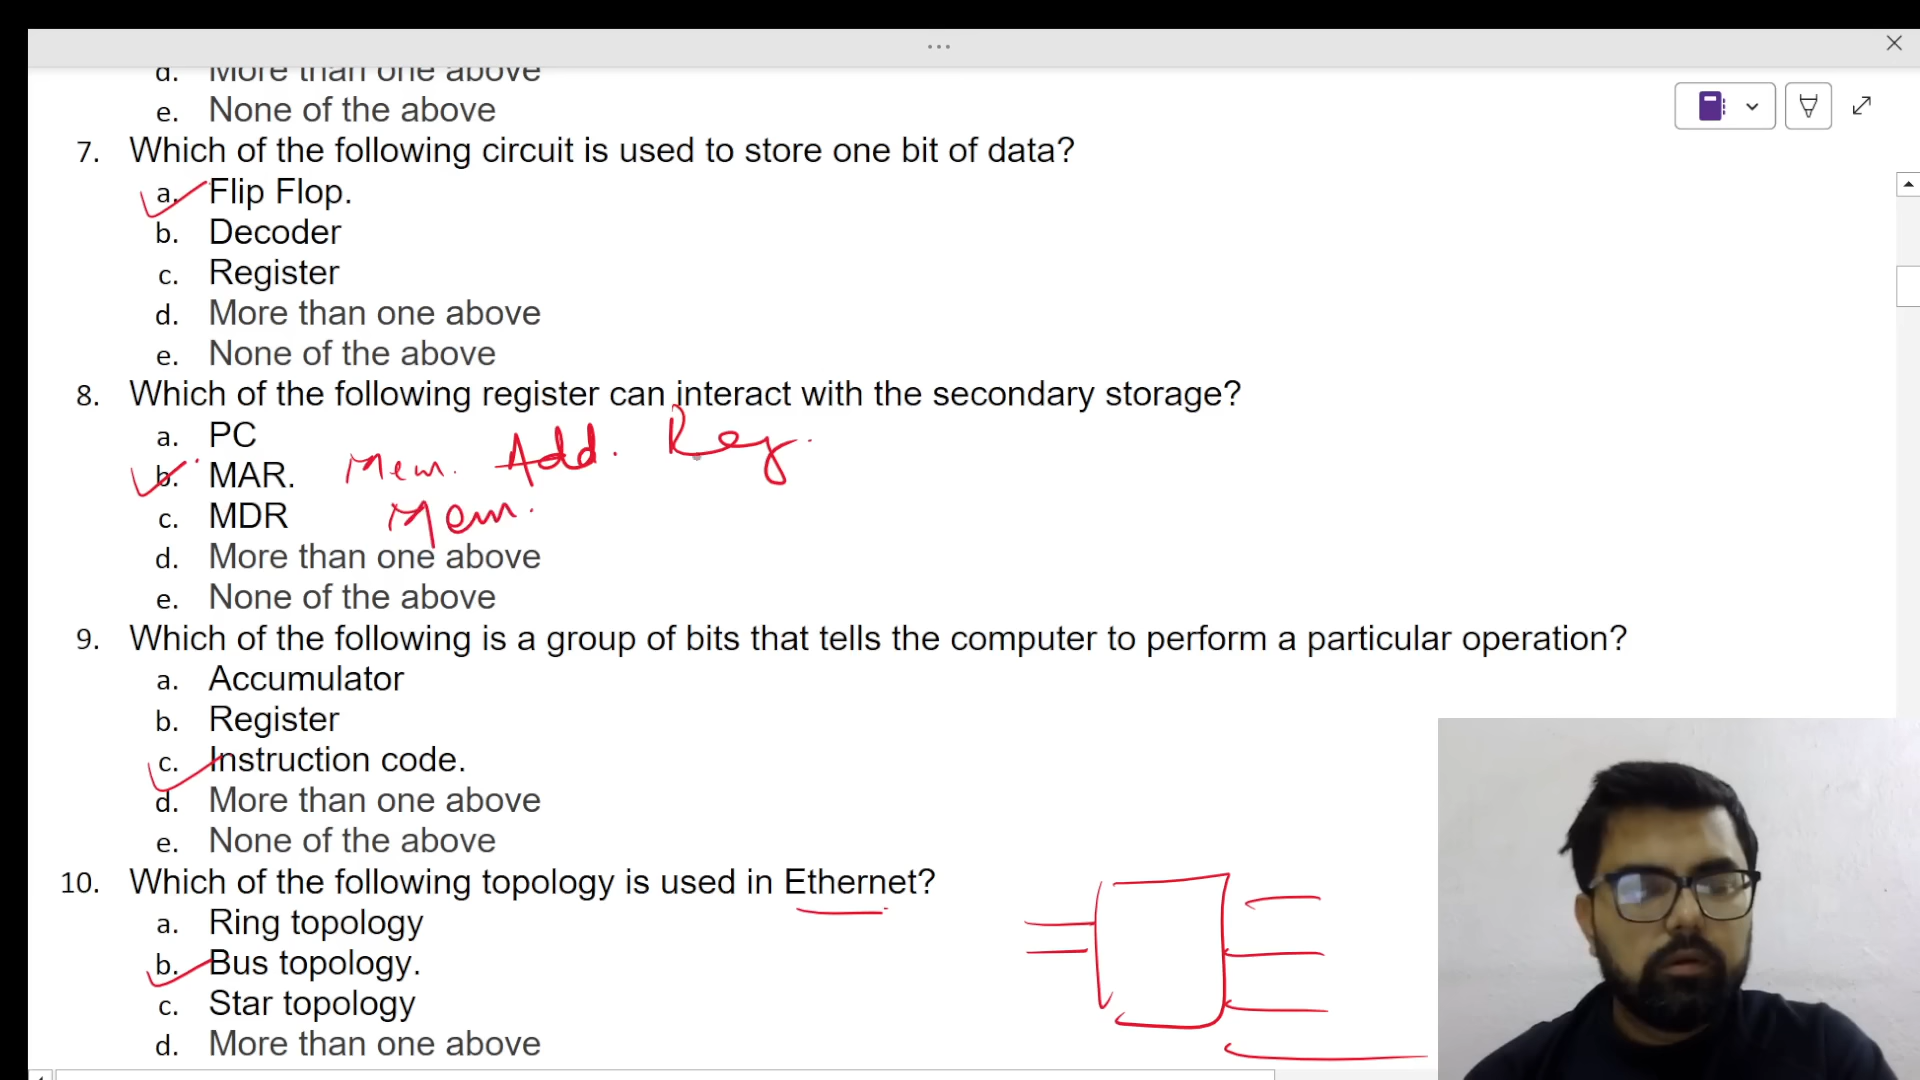 d. More than one above
e. None of the above
7. Which of the following circuit is used to store one bit of data?
a. Flip Flop.
b. Decoder
c. Register
d. More than one above
e. None of the above
8. Which of the following register can interact with the secondary storage?
a. PC
b. MAR. Mem. Add. Reg.
c. MDR Mem.
d. More than one above
e. None of the above
9. Which of the following is a group of bits that tells the computer to perform a particular operation?
a. Accumulator
b. Register
c. Instruction code.
d. More than one above
e. None of the above
10. Which of the following topology is used in Ethernet?
a. Ring topology
b. Bus topology.
c. Star topology
d. More than one above